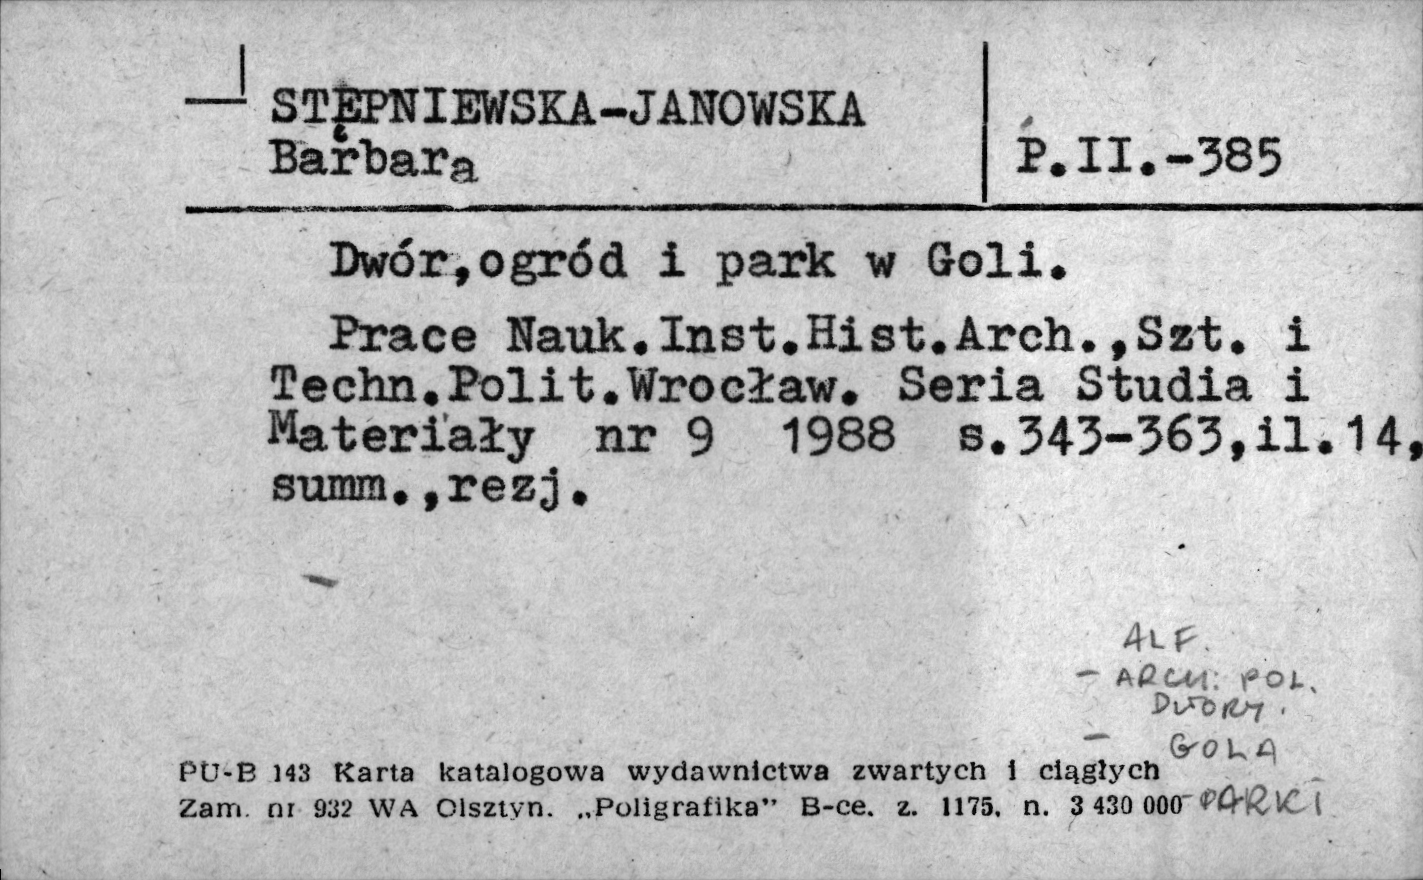 STĘPNIEWSKA-JANOWSKA
Barbara
P.II.-385
Dwór,ogród i park w Goli.
Prace Nauk.Inst.Hist.Arch.,Szt. i
Techn.Polit.Wrocław. Seria Studia i
Materiały nr 9 1988 s.343-363,il.14,
summ.,rezj.
ALF.
- ARCH. POL.
DWORY.
- GOLA
PU-B 143 Karta katalogowa wydawnictwa zwartych i ciągłych
Zam. nr 932 WA Olsztyn. „Poligrafika” B-ce. z. 1175. n. 3 430 000
- PARKI